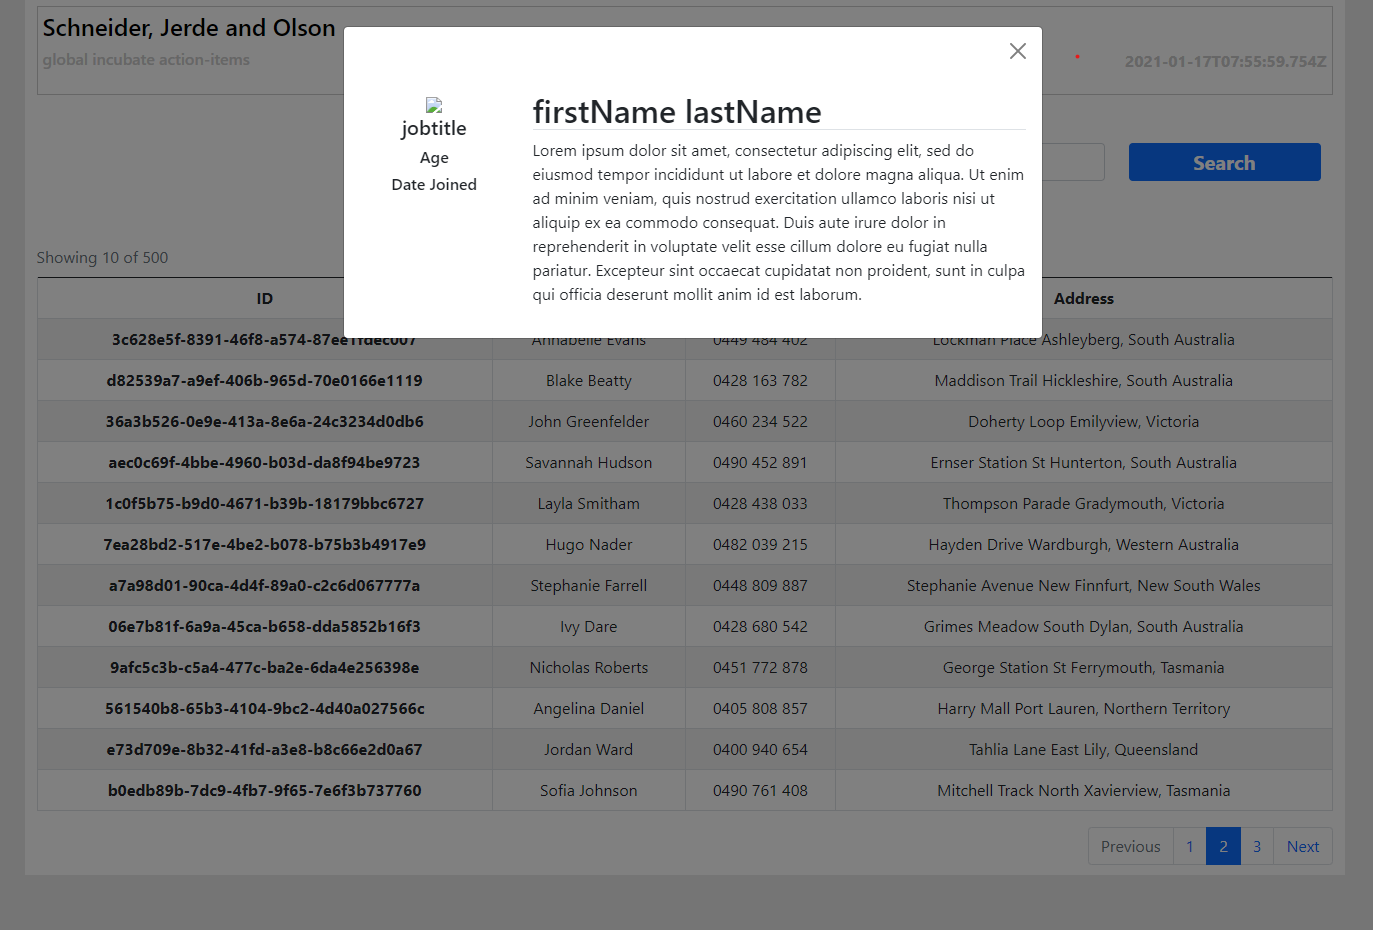 Schneider, Jerde and Olson
global incubate action-items
2021-01-17T07:55:59.754Z
firstName lastName
jobtitle
Age
Date Joined
Lorem ipsum dolor sit amet, consectetur adipiscing elit, sed do
eiusmod tempor incididunt ut labore et dolore magna aliqua. Ut enim
ad minim veniam, quis nostrud exercitation ullamco laboris nisi ut
aliquip ex ea commodo consequat. Duis aute irure dolor in
reprehenderit in voluptate velit esse cillum dolore eu fugiat nulla
pariatur. Excepteur sint occaecat cupidatat non proident, sunt in culpa
qui officia deserunt mollit anim id est laborum.
Search
Showing 10 of 500
ID Address
3c628e5f-8391-46f8-a574-87ee1fdec007 Annabelle Evans 0449 484 402 Lockman Place Ashleyberg, South Australia
d82539a7-a9ef-406b-965d-70e0166e1119 Blake Beatty 0428 163 782 Maddison Trail Hickleshire, South Australia
36a3b526-0e9e-413a-8e6a-24c3234d0db6 John Greenfelder 0460 234 522 Doherty Loop Emilyview, Victoria
aec0c69f-4bbe-4960-b03d-da8f94be9723 Savannah Hudson 0490 452 891 Ernser Station St Hunterton, South Australia
1c0f5b75-b9d0-4671-b39b-18179bbc6727 Layla Smitham 0428 438 033 Thompson Parade Gradymouth, Victoria
7ea28bd2-517e-4be2-b078-b75b3b4917e9 Hugo Nader 0482 039 215 Hayden Drive Wardburgh, Western Australia
a7a98d01-90ca-4d4f-89a0-c2c6d067777a Stephanie Farrell 0448 809 887 Stephanie Avenue New Finnfurt, New South Wales
06e7b81f-6a9a-45ca-b658-dda5852b16f3 Ivy Dare 0428 680 542 Grimes Meadow South Dylan, South Australia
9afc5c3b-c5a4-477c-ba2e-6da4e256398e Nicholas Roberts 0451 772 878 George Station St Ferrymouth, Tasmania
561540b8-65b3-4104-9bc2-4d40a027566c Angelina Daniel 0405 808 857 Harry Mall Port Lauren, Northern Territory
e73d709e-8b32-41fd-a3e8-b8c66e2d0a67 Jordan Ward 0400 940 654 Tahlia Lane East Lily, Queensland
b0edb89b-7dc9-4fb7-9f65-7e6f3b737760 Sofia Johnson 0490 761 408 Mitchell Track North Xavierview, Tasmania
Previous 1 2 3 Next